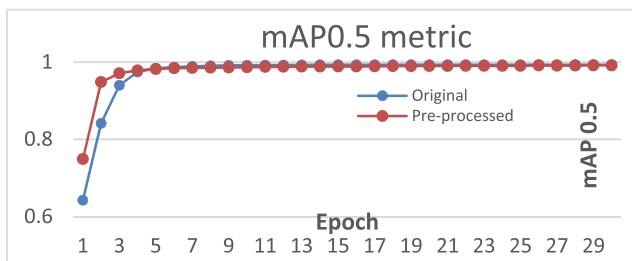 mAP0.5 metric
1
0.8
0.6
Original
Pre-processed
mAP 0.5
Epoch
1 3 5 7 9 11 13 15 17 19 21 23 25 27 29